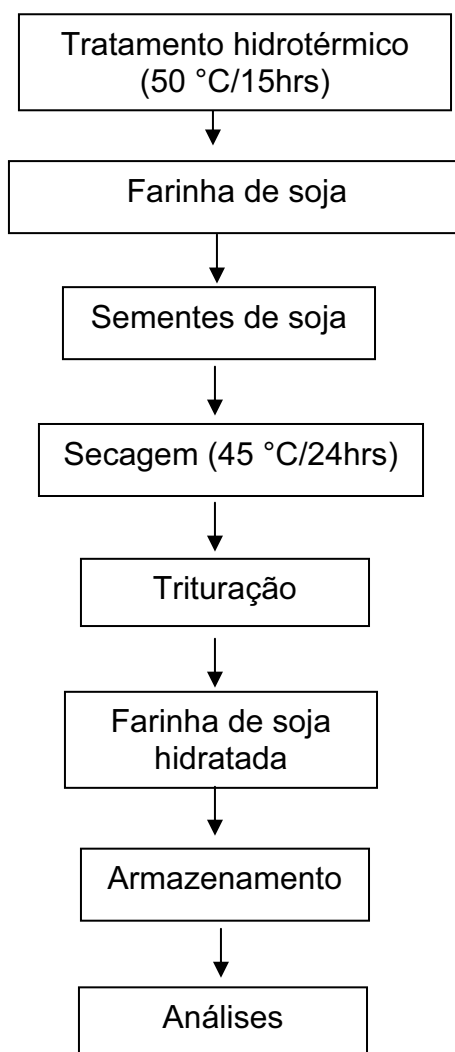 Tratamento hidrotérmico
(50 °C/15hrs)
Farinha de soja
Sementes de soja
Secagem (45 °C/24hrs)
Trituração
Farinha de soja
hidratada
Armazenamento
Análises